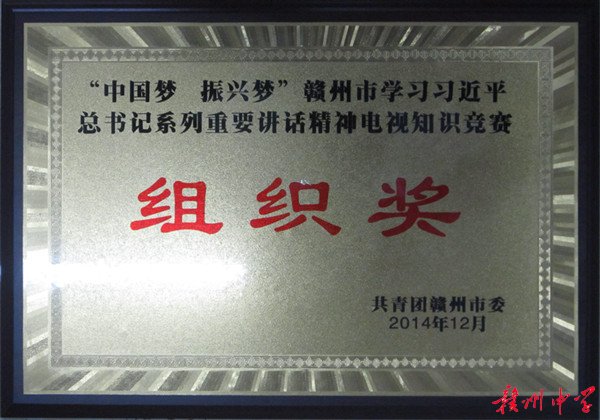 “中国梦 振兴梦”赣州市学习习近平
总书记系列重要讲话精神电视知识竞赛
组织奖
共青团赣州市委
2014年12月
赣州中学